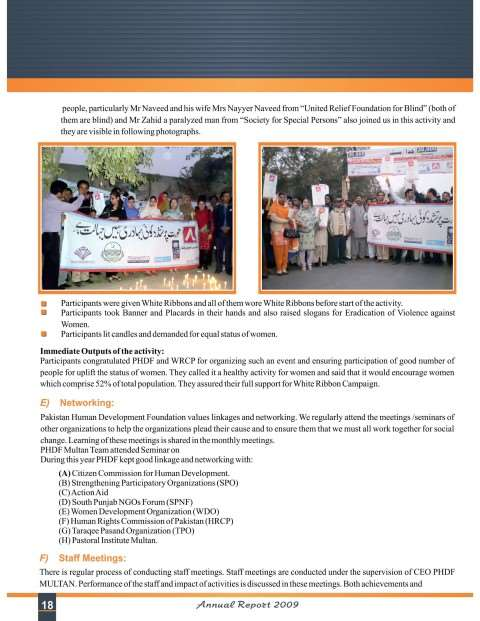 people, particularly Mr Naveed and his wife Mrs Nayyer Naveed from “United Relief Foundation for Blind” (both of
them are blind) and Mr Zahid a paralyzed man from “Society for Special Persons” also joined us in this activity and
they are visible in following photographs.
عورت پر تشدد کوئی بہادری نہیں جہالت ہے
Participants were given White Ribbons and all of them wore White Ribbons before start of the activity.
Participants took Banner and Placards in their hands and also raised slogans for Eradication of Violence against
Women.
Participants lit candles and demanded for equal status of women.
Immediate Outputs of the activity:
Participants congratulated PHDF and WRCP for organizing such an event and ensuring participation of good number of
people for uplift the status of women. They called it a healthy activity for women and said that it would encourage women
which comprise 52% of total population. They assured their full support for White Ribbon Campaign.
E) Networking:
Pakistan Human Development Foundation values linkages and networking. We regularly attend the meetings /seminars of
other organizations to help the organizations plead their cause and to ensure them that we must all work together for social
change. Learning of these meetings is shared in the monthly meetings.
PHDF Multan Team attended Seminar on
During this year PHDF kept good linkage and networking with:
(A) Citizen Commission for Human Development.
(B) Strengthening Participatory Organizations (SPO)
(C) Action Aid
(D) South Punjab NGOs Forum (SPNF)
(E) Women Development Organization (WDO)
(F) Human Rights Commission of Pakistan (HRCP)
(G) Taraqee Pasand Organization (TPO)
(H) Pastoral Institute Multan.
F) Staff Meetings:
There is regular process of conducting staff meetings. Staff meetings are conducted under the supervision of CEO PHDF
MULTAN. Performance of the staff and impact of activities is discussed in these meetings. Both achievements and
18 Annual Report 2009